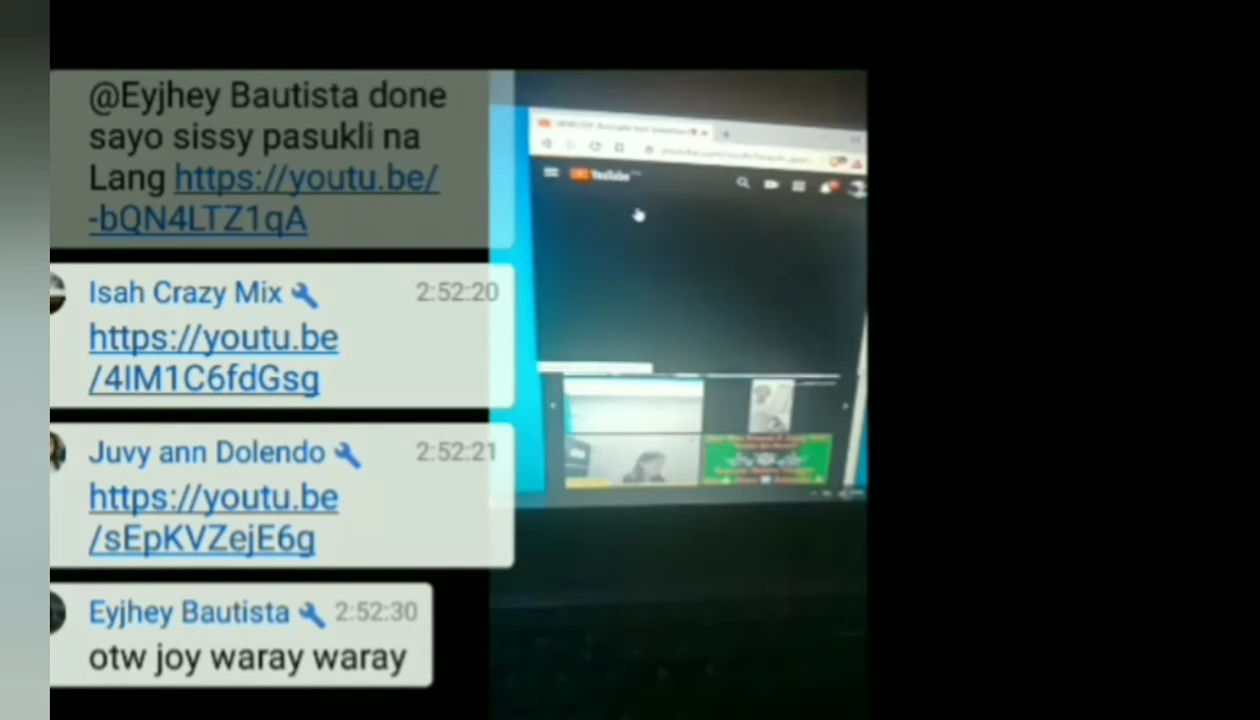 @Eyjhey Bautista done
sayo sissy pasukli na
Lang https://youtu.be/
-bQN4LTZ1qA
Isah Crazy Mix 2:52:20
https://youtu.be
/4IM1C6fdGsg
Juvy ann Dolendo 2:52:21
https://youtu.be
/sEpKVZejE6g
Eyjhey Bautista 2:52:30
otw joy waray waray
YouTube